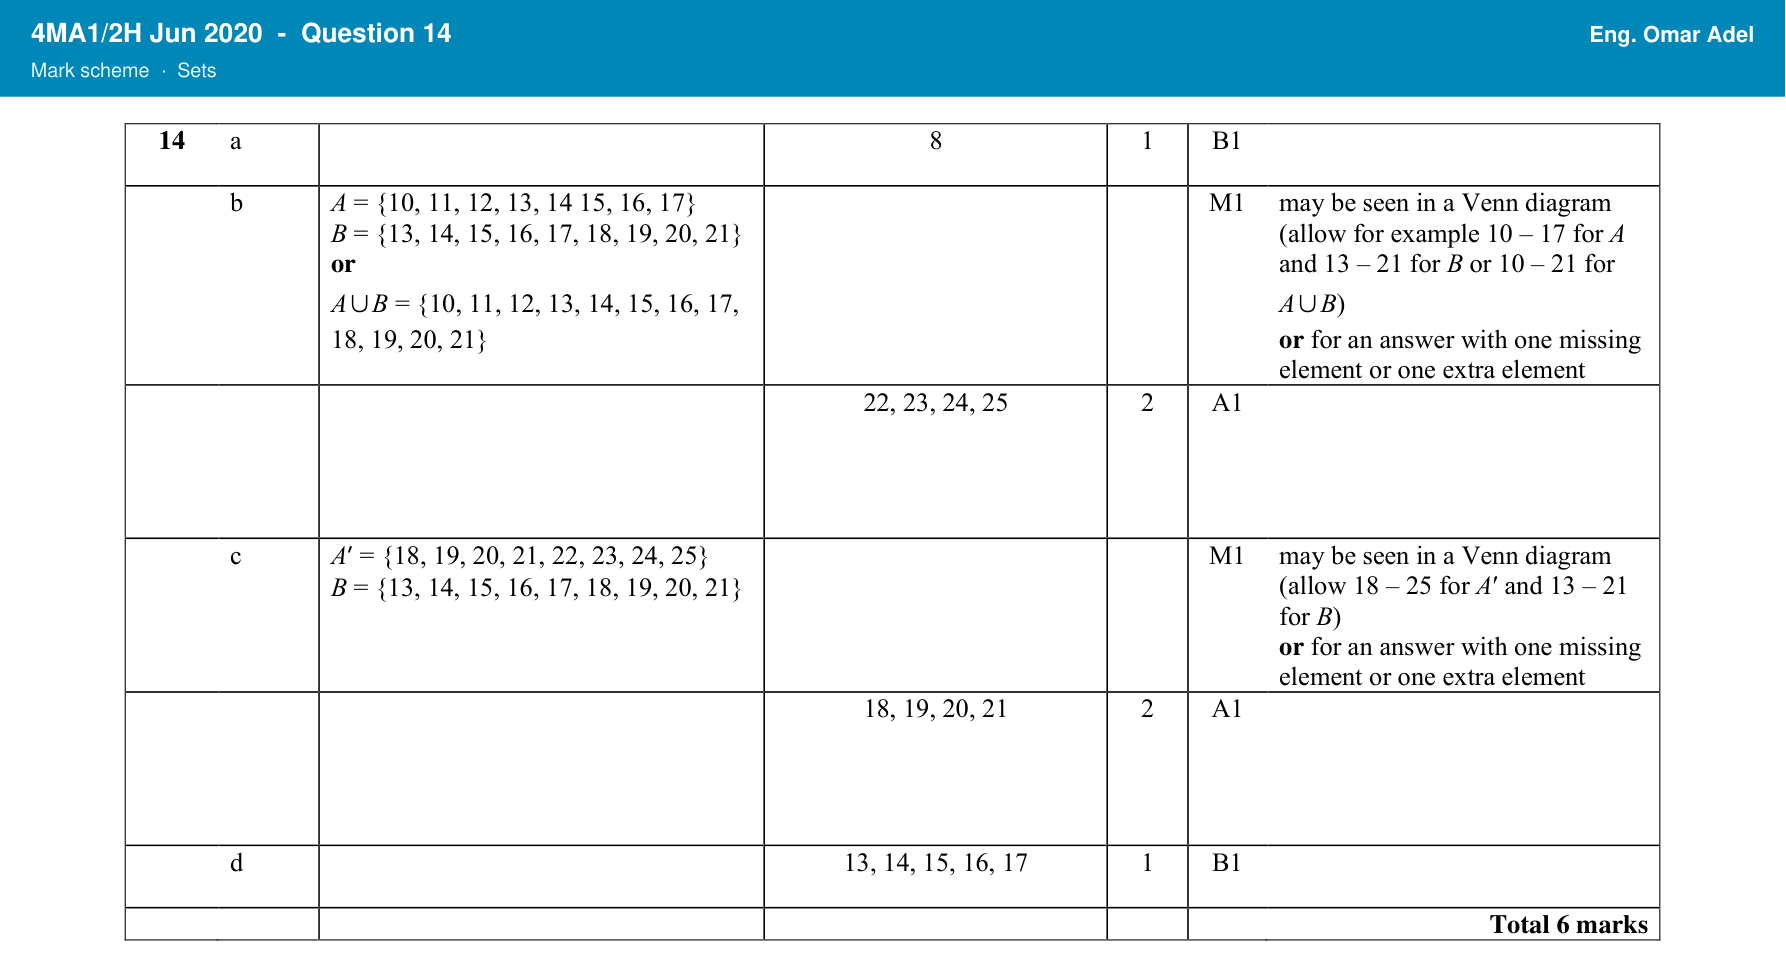 4MA1/2H Jun 2020 - Question 14
Eng. Omar Adel
Mark scheme · Sets
14 a 8 1 B1
b A = {10, 11, 12, 13, 14 15, 16, 17} M1 may be seen in a Venn diagram
B = {13, 14, 15, 16, 17, 18, 19, 20, 21} (allow for example 10 – 17 for A
or and 13 – 21 for B or 10 – 21 for
A∪B = {10, 11, 12, 13, 14, 15, 16, 17, A∪B)
18, 19, 20, 21} or for an answer with one missing
element or one extra element
22, 23, 24, 25 2 A1
c A′ = {18, 19, 20, 21, 22, 23, 24, 25} M1 may be seen in a Venn diagram
B = {13, 14, 15, 16, 17, 18, 19, 20, 21} (allow 18 – 25 for A′ and 13 – 21
for B)
or for an answer with one missing
element or one extra element
18, 19, 20, 21 2 A1
d 13, 14, 15, 16, 17 1 B1
Total 6 marks